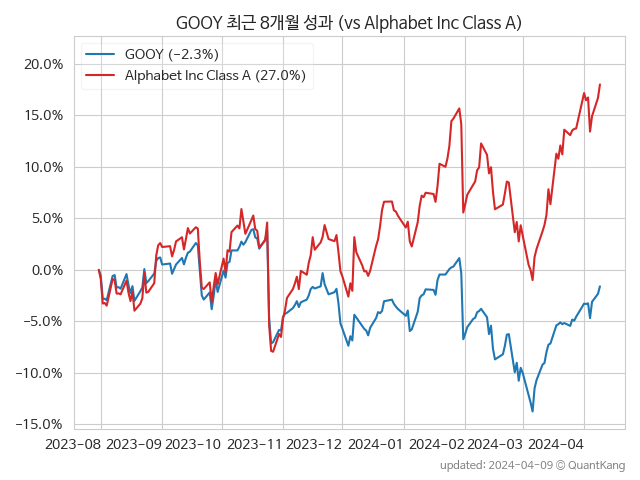 GOOY 최근 8개월 성과 (vs Alphabet Inc Class A)
GOOY (−2.3%)
Alphabet Inc Class A (27.0%)
20.0%
15.0%
10.0%
5.0%
0.0%
−5.0%
−10.0%
−15.0%
2023-08 2023-09 2023-10 2023-11 2023-12 2024-01 2024-02 2024-03 2024-04
updated: 2024-04-09 © QuantKang